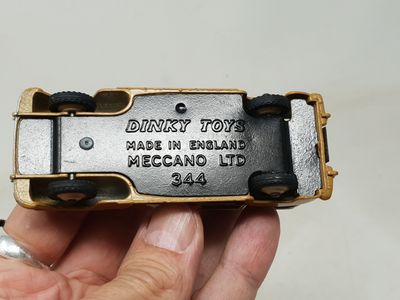 DINKY TOYS
MADE IN ENGLAND
MECCANO LTD
344